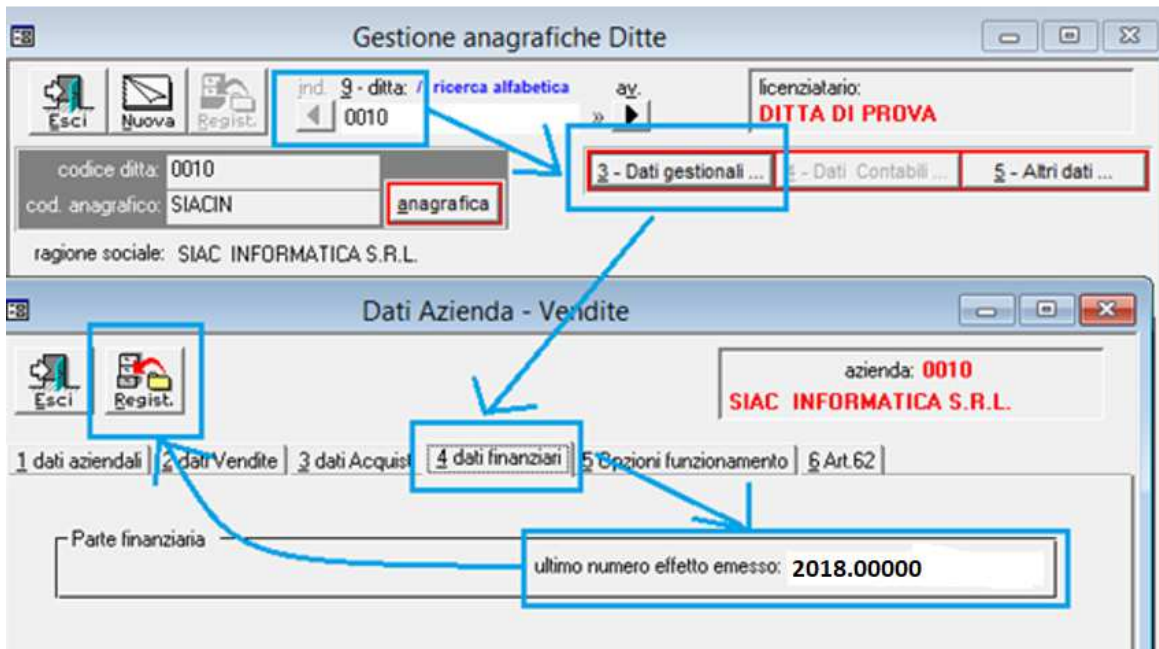 Gestione anagrafiche Ditte
Esci Nuova Regist. ind. 9 - ditta: / ricerca alfabetica av.
0010 »
licenziatario:
DITTA DI PROVA
codice ditta: 0010
cod. anagrafico: SIACIN anagrafica
3 - Dati gestionali ... - Dati Contabili ... 5 - Altri dati ...
ragione sociale: SIAC INFORMATICA S.R.L.
Dati Azienda - Vendite
Esci Regist.
azienda: 0010
SIAC INFORMATICA S.R.L.
1 dati aziendali 2 dati Vendite 3 dati Acquist 4 dati finanziari 5 Opzioni funzionamento 6 Art.62
Parte finanziaria
ultimo numero effetto emesso: 2018.00000